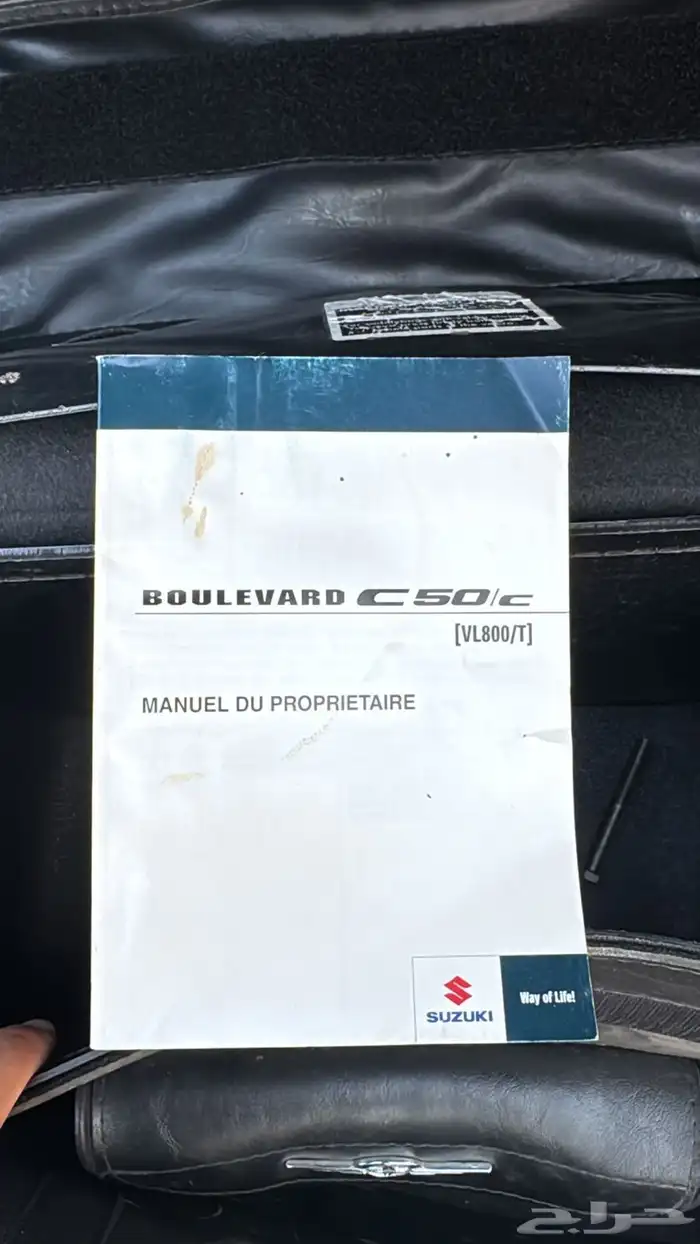 BOULEVARD C50/c
[VL800/T]
MANUEL DU PROPRIETAIRE
SUZUKI
Way of Life!
حراج